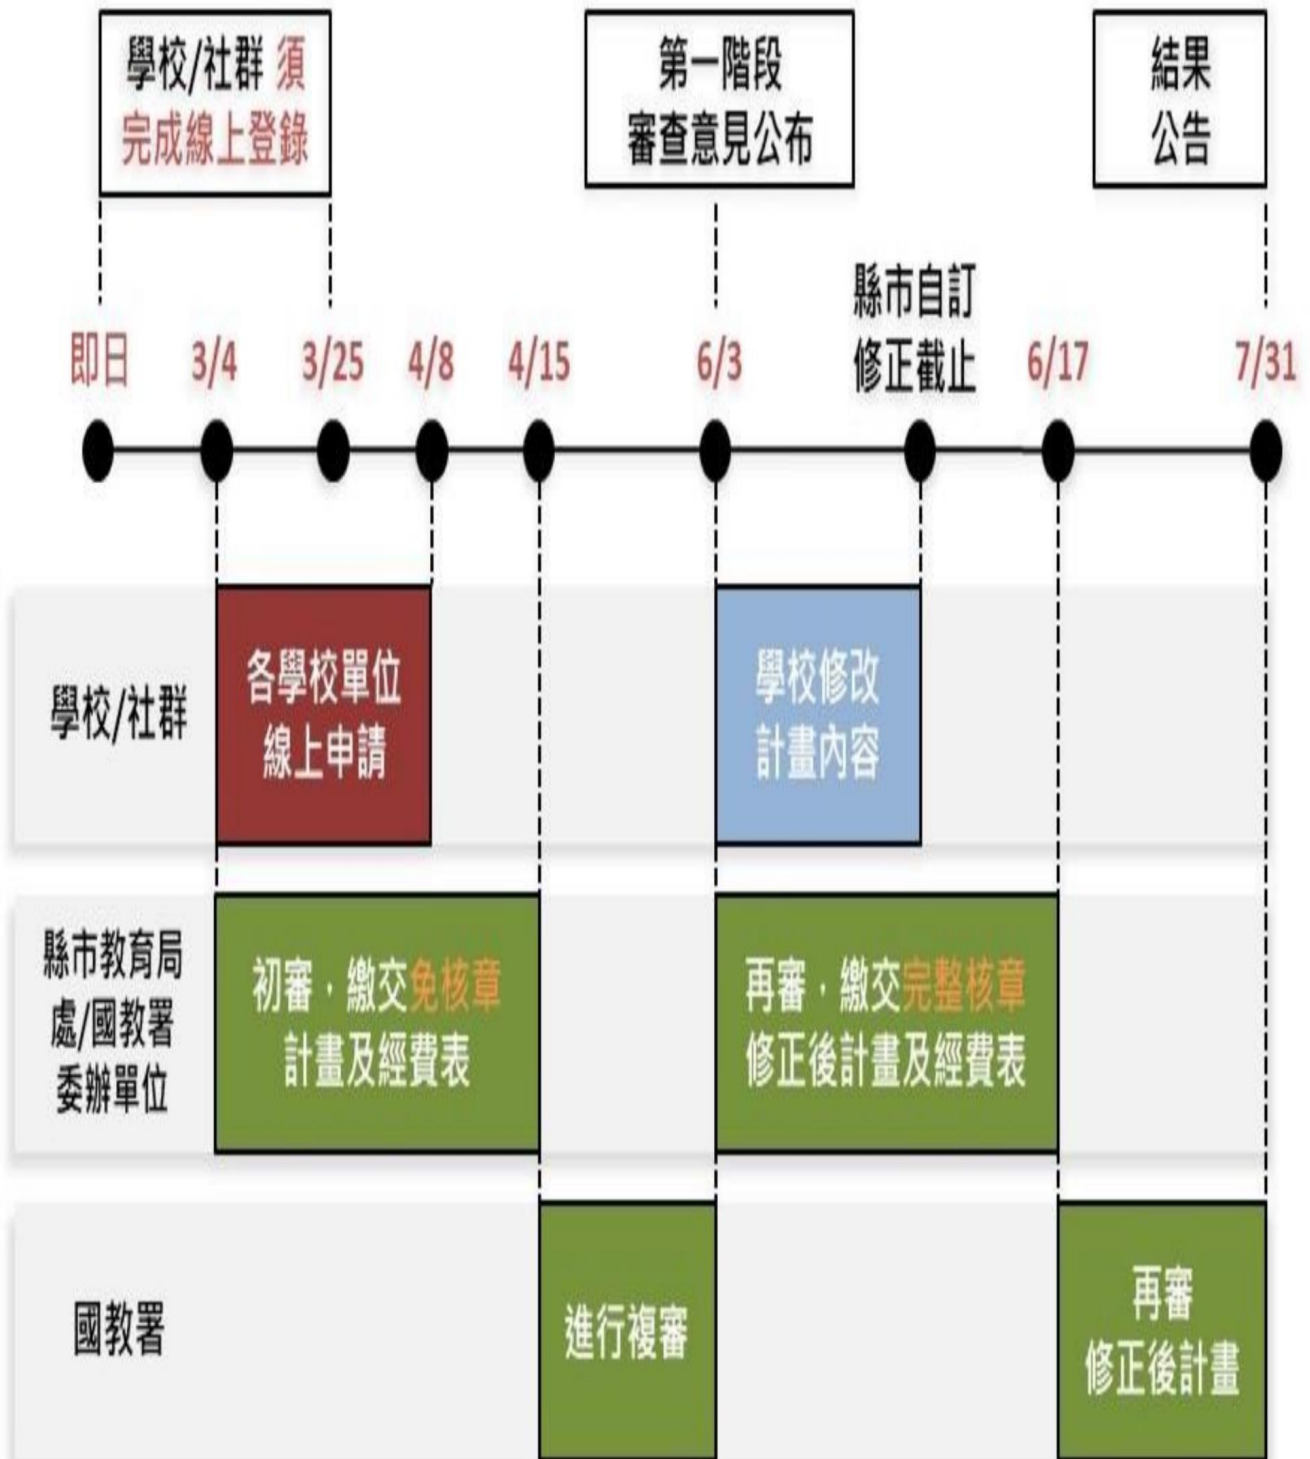 學校/社群 須
完成線上登錄
第一階段
審查意見公布
結果
公告
縣市自訂
修正截止
即日
3/4
3/25
4/8
4/15
6/3
6/17
7/31
學校/社群
各學校單位
線上申請
學校修改
計畫內容
縣市教育局
處/國教署
委辦單位
初審，繳交免核章
計畫及經費表
再審，繳交完整核章
修正後計畫及經費表
國教署
進行複審
再審
修正後計畫